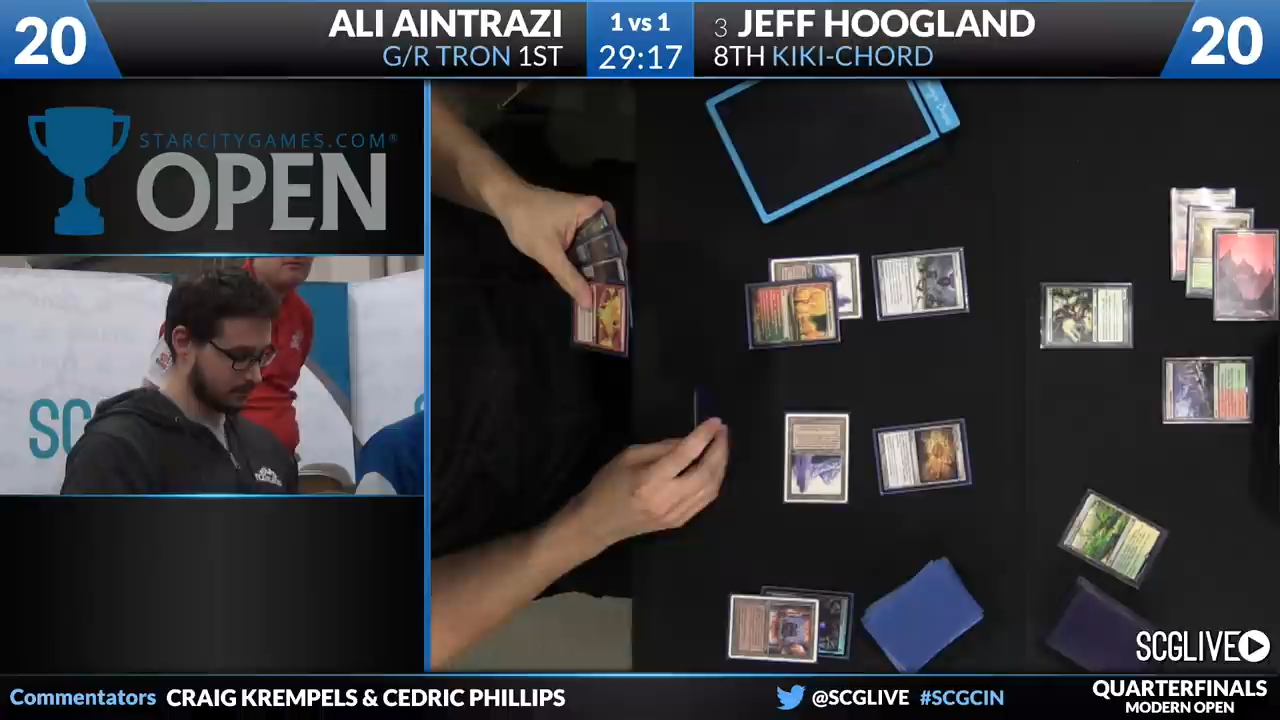 20
ALI AINTRAZI
G/R TRON 1ST
1 vs 1
29:17
3 JEFF HOOGLAND
8TH KIKI-CHORD
20
STARCITYGAMES.COM®
OPEN
SC
SCGLIVE
Commentators CRAIG KREMPELS & CEDRIC PHILLIPS
@SCGLIVE #SCGCIN
QUARTERFINALS
MODERN OPEN